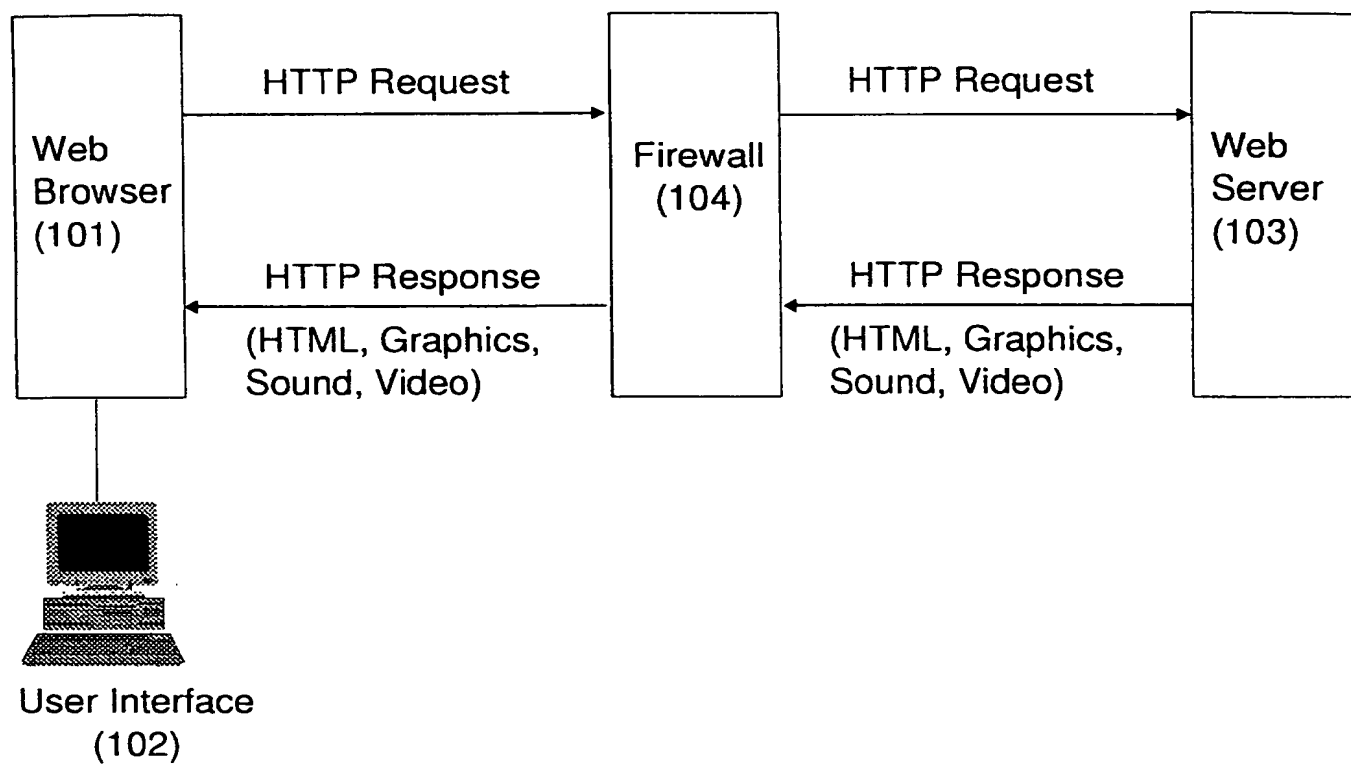 HTTP Request
HTTP Request
Web
Browser
(101)
Firewall
(104)
Web
Server
(103)
HTTP Response
(HTML, Graphics,
Sound, Video)
HTTP Response
(HTML, Graphics,
Sound, Video)
User Interface
(102)